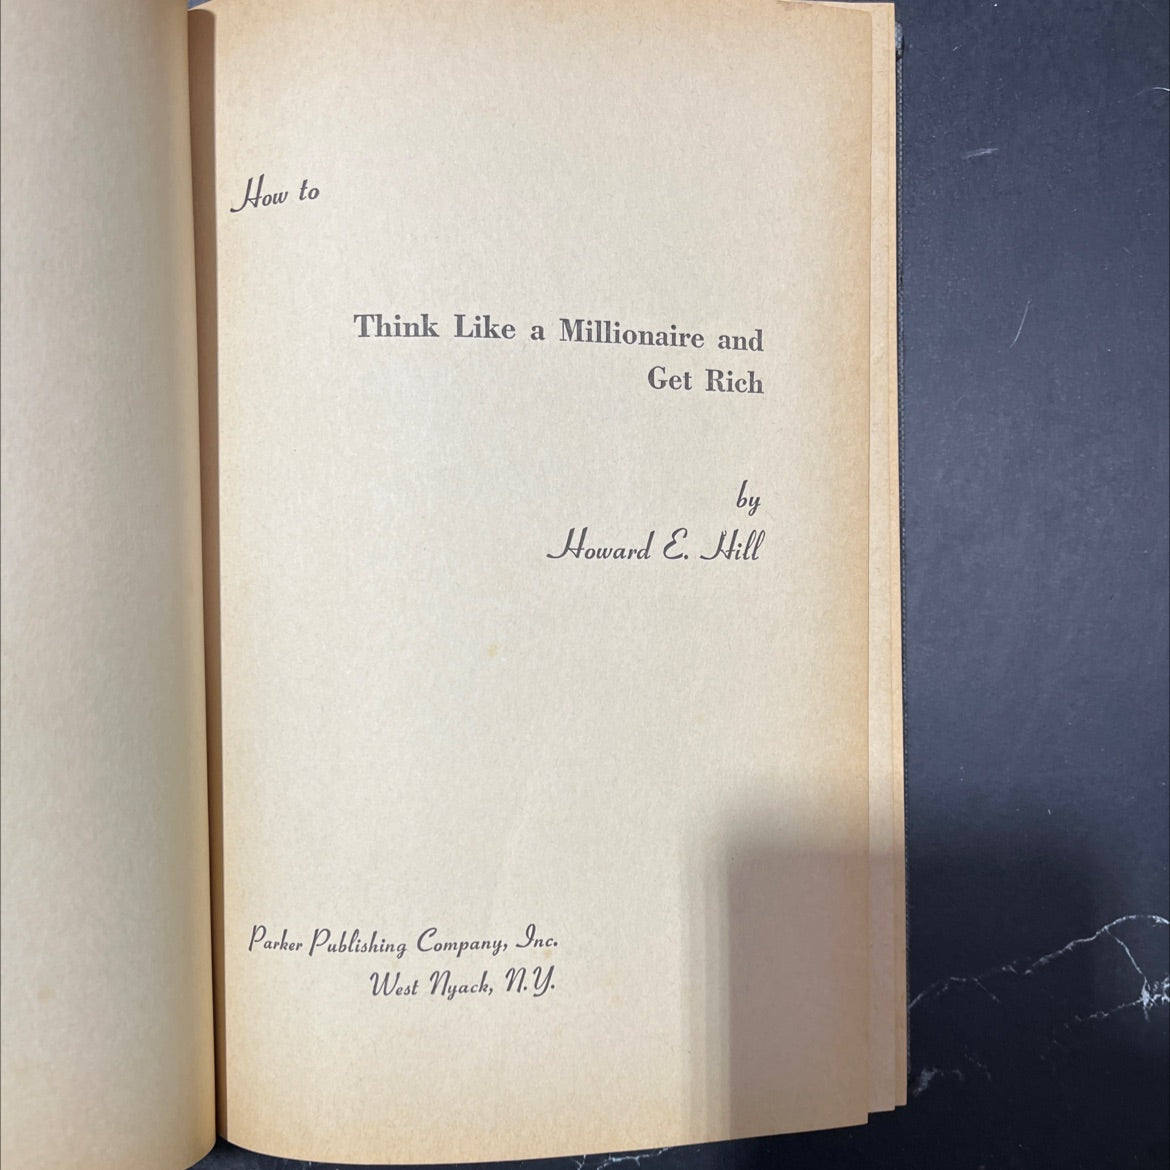 How to
Think Like a Millionaire and
Get Rich
by
Howard E. Hill
Parker Publishing Company, Inc.
West Nyack, N.Y.